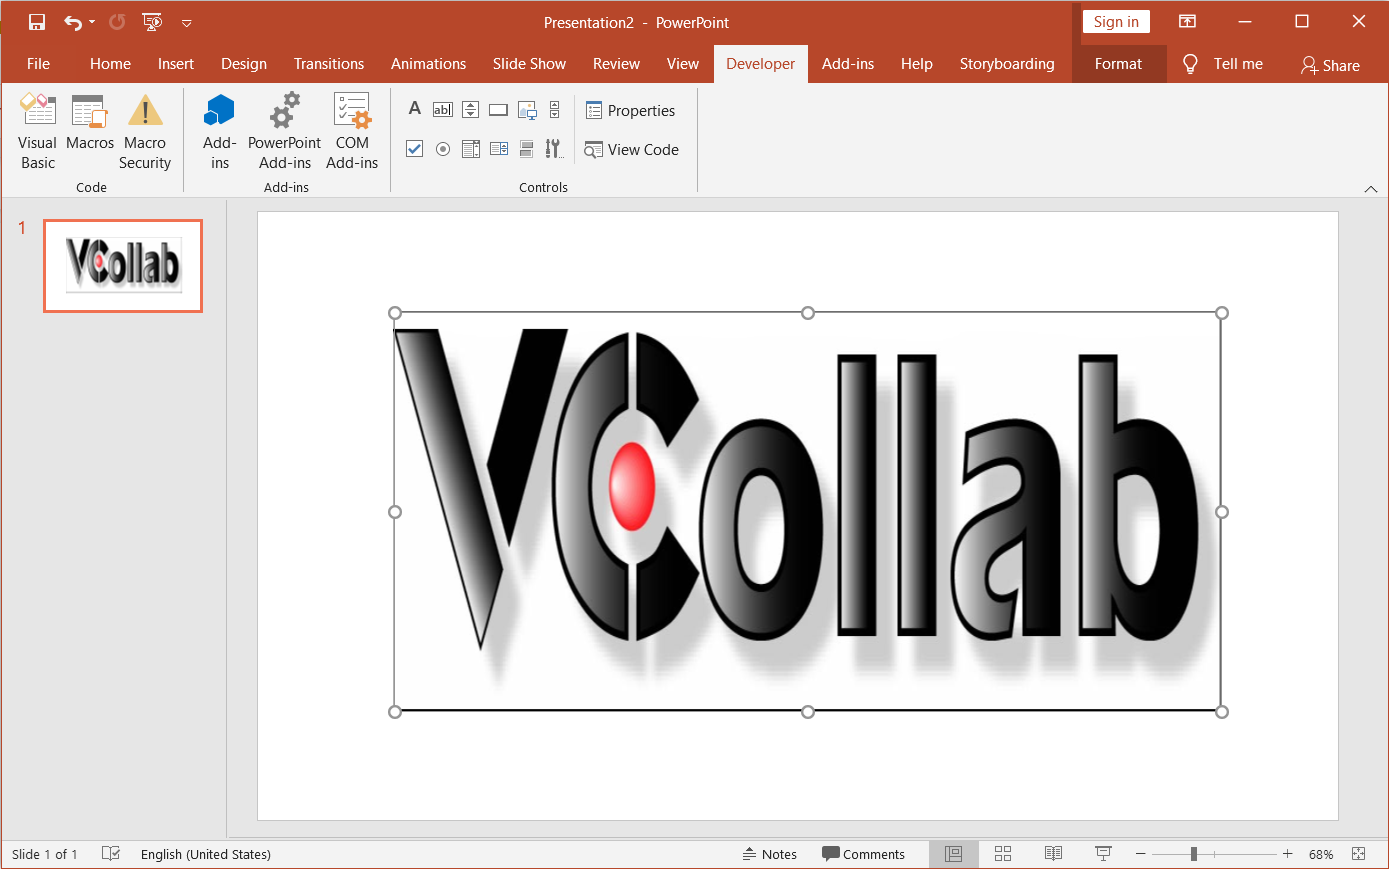 Presentation2 - PowerPoint
Sign in
File Home Insert Design Transitions Animations Slide Show Review View Developer Add-ins Help Storyboarding Format Tell me Share
Visual Basic
Macros
Macro Security
Code
Add-ins
PowerPoint Add-ins
COM Add-ins
Add-ins
A
ab
Properties
View Code
Controls
1
VCollab
VCollab
Slide 1 of 1
English (United States)
Notes
Comments
68%